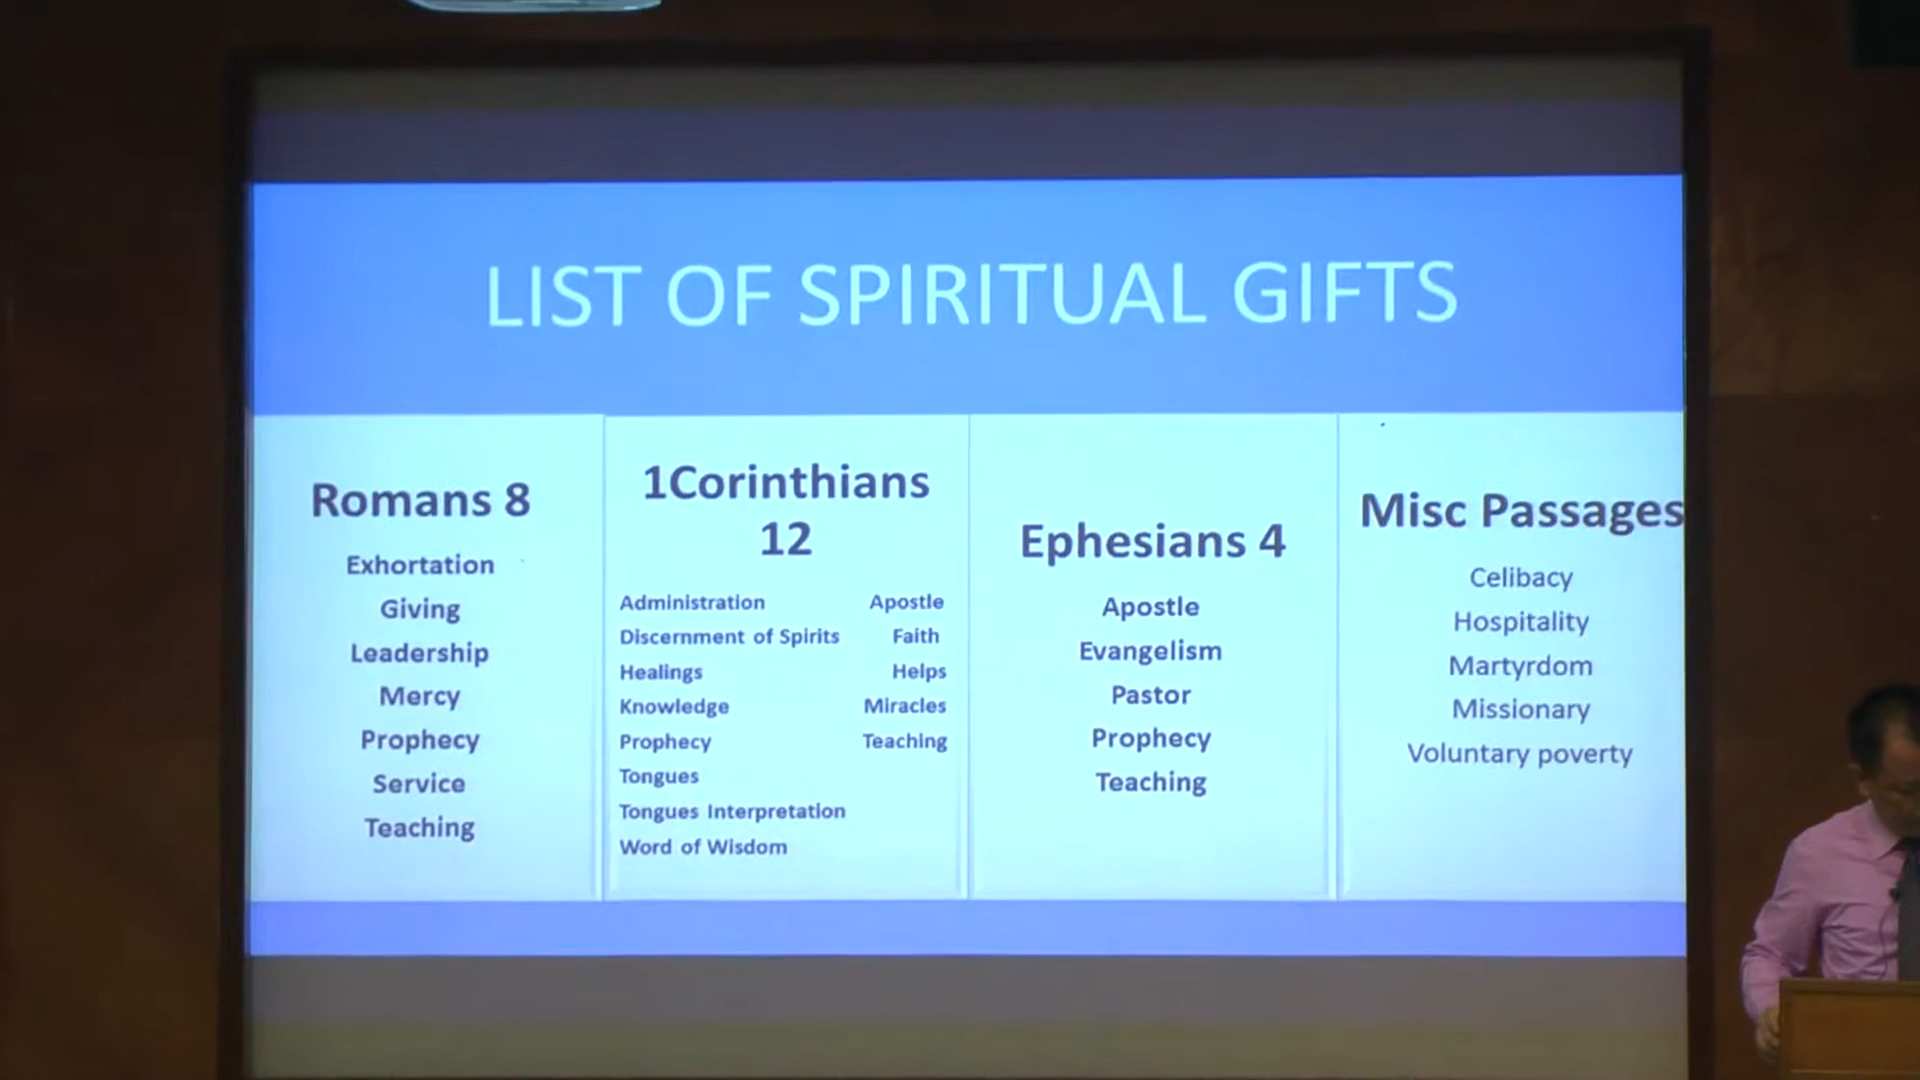 LIST OF SPIRITUAL GIFTS
Romans 8
Exhortation
Giving
Leadership
Mercy
Prophecy
Service
Teaching
1Corinthians
12
Administration Apostle
Discernment of Spirits Faith
Healings Helps
Knowledge Miracles
Prophecy Teaching
Tongues
Tongues Interpretation
Word of Wisdom
Ephesians 4
Apostle
Evangelism
Pastor
Prophecy
Teaching
Misc Passages
Celibacy
Hospitality
Martyrdom
Missionary
Voluntary poverty